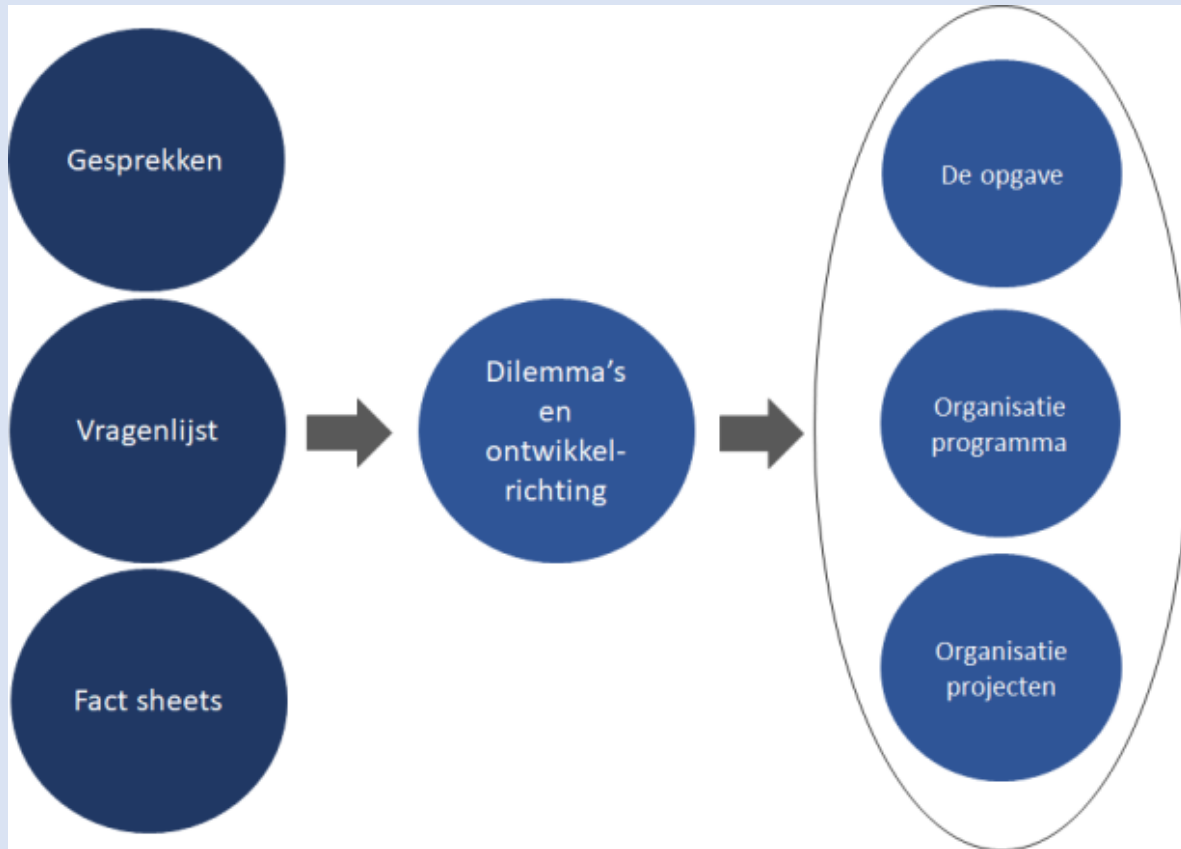 Gesprekken
Vragenlijst
Fact sheets
Dilemma's
en
ontwikkel-
richting
De opgave
Organisatie
programma
Organisatie
projecten